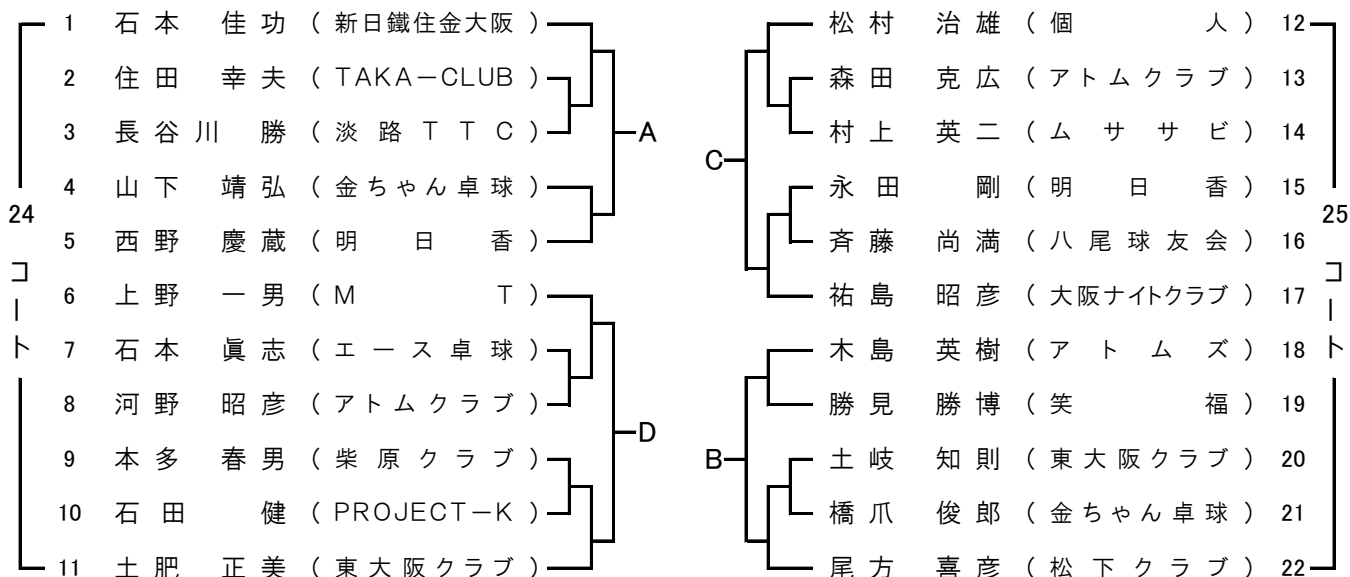 1 石本 佳功 (新日鐵住金大阪)
2 住田 幸夫 (TAKA-CLUB)
3 長谷川 勝 (淡路TTC)
A
4 山下 靖弘 (金ちゃん卓球)
24コート
5 西野 慶蔵 (明日香)
6 上野 一男 (MT)
7 石本 眞志 (エース卓球)
8 河野 昭彦 (アトムクラブ)
D
9 本多 春男 (柴原クラブ)
10 石田 健 (PROJECT-K)
11 土肥 正美 (東大阪クラブ)
松村 治雄 (個人) 12
森田 克広 (アトムクラブ) 13
村上 英二 (ムササビ) 14
C
永田 剛 (明日香) 15
25コート
斉藤 尚満 (八尾球友会) 16
祐島 昭彦 (大阪ナイトクラブ) 17
木島 英樹 (アトムズ) 18
勝見 勝博 (笑福) 19
B
土岐 知則 (東大阪クラブ) 20
橋爪 俊郎 (金ちゃん卓球) 21
尾方 喜彦 (松下クラブ) 22